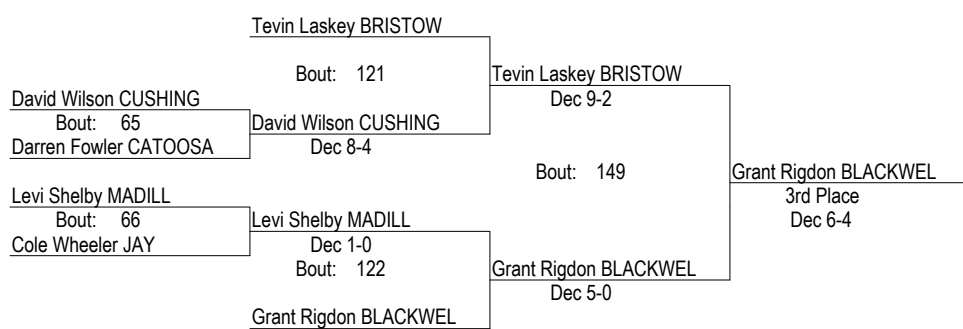 Tevin Laskey BRISTOW
Bout: 121
Tevin Laskey BRISTOW
Dec 9-2
David Wilson CUSHING
Bout: 65
David Wilson CUSHING
Darren Fowler CATOOSA
Dec 8-4
Bout: 149
Grant Rigdon BLACKWEL
3rd Place
Dec 6-4
Levi Shelby MADILL
Bout: 66
Levi Shelby MADILL
Cole Wheeler JAY
Dec 1-0
Bout: 122
Grant Rigdon BLACKWEL
Dec 5-0
Grant Rigdon BLACKWEL